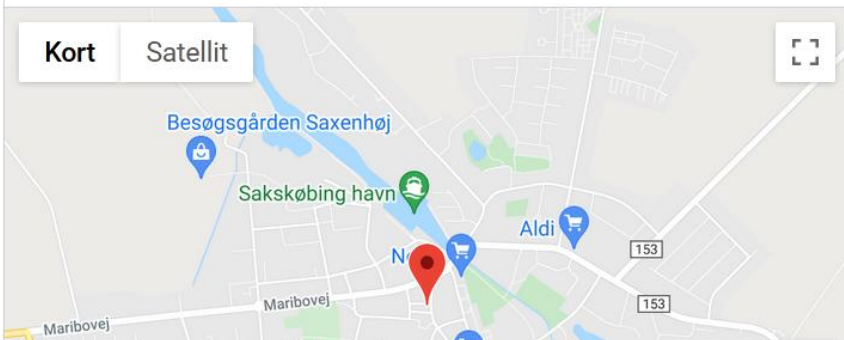 Kort Satellit
Besøgsgården Saxenhøj
Sakskøbing havn
Aldi
153
Maribovej
153
Maribovej